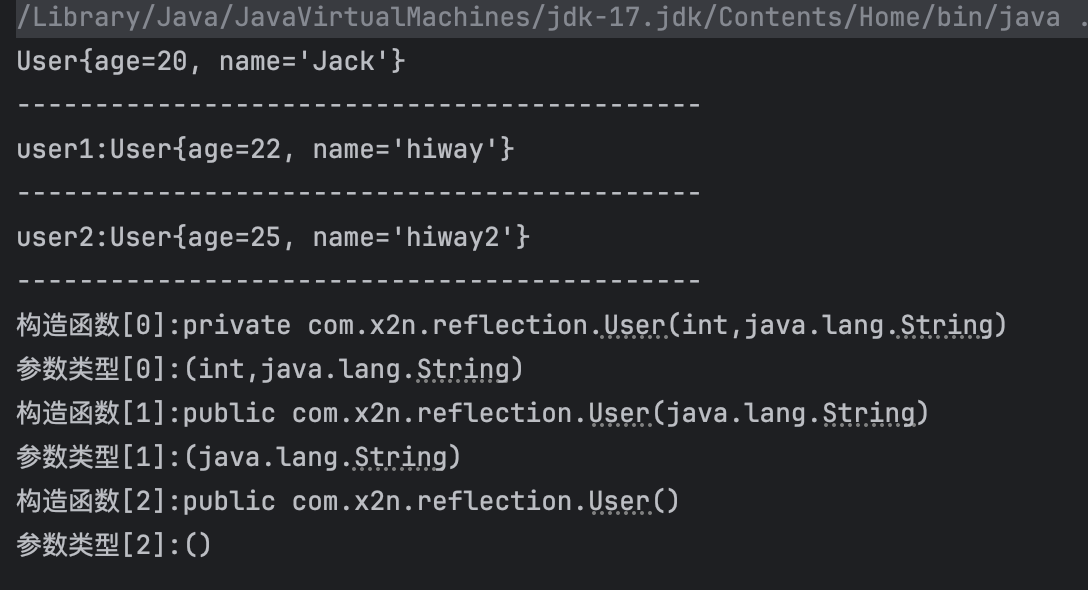 /Library/Java/JavaVirtualMachines/jdk-17.jdk/Contents/Home/bin/java .
User{age=20, name='Jack'}
--------------------------------------------
user1:User{age=22, name='hiway'}
--------------------------------------------
user2:User{age=25, name='hiway2'}
--------------------------------------------
构造函数[0]:private com.x2n.reflection.User(int,java.lang.String)
参数类型[0]:(int,java.lang.String)
构造函数[1]:public com.x2n.reflection.User(java.lang.String)
参数类型[1]:(java.lang.String)
构造函数[2]:public com.x2n.reflection.User()
参数类型[2]:()